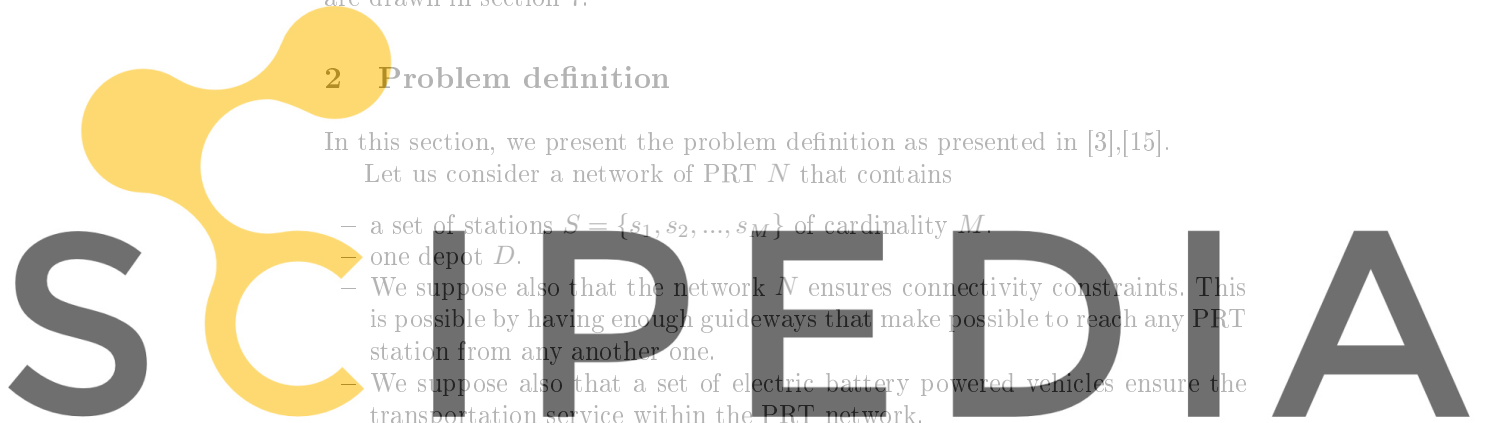 are drawn in section 7.
2 Problem definition
In this section, we present the problem definition as presented in [3],[15].
Let us consider a network of PRT N that contains
– a set of stations S = {s1, s2, ..., sM} of cardinality M.
– one depot D.
– We suppose also that the network N ensures connectivity constraints. This
is possible by having enough guideways that make possible to reach any PRT
station from any another one.
– We suppose also that a set of electric battery powered vehicles ensure the
transportation service within the PRT network.
SCIPEDIA